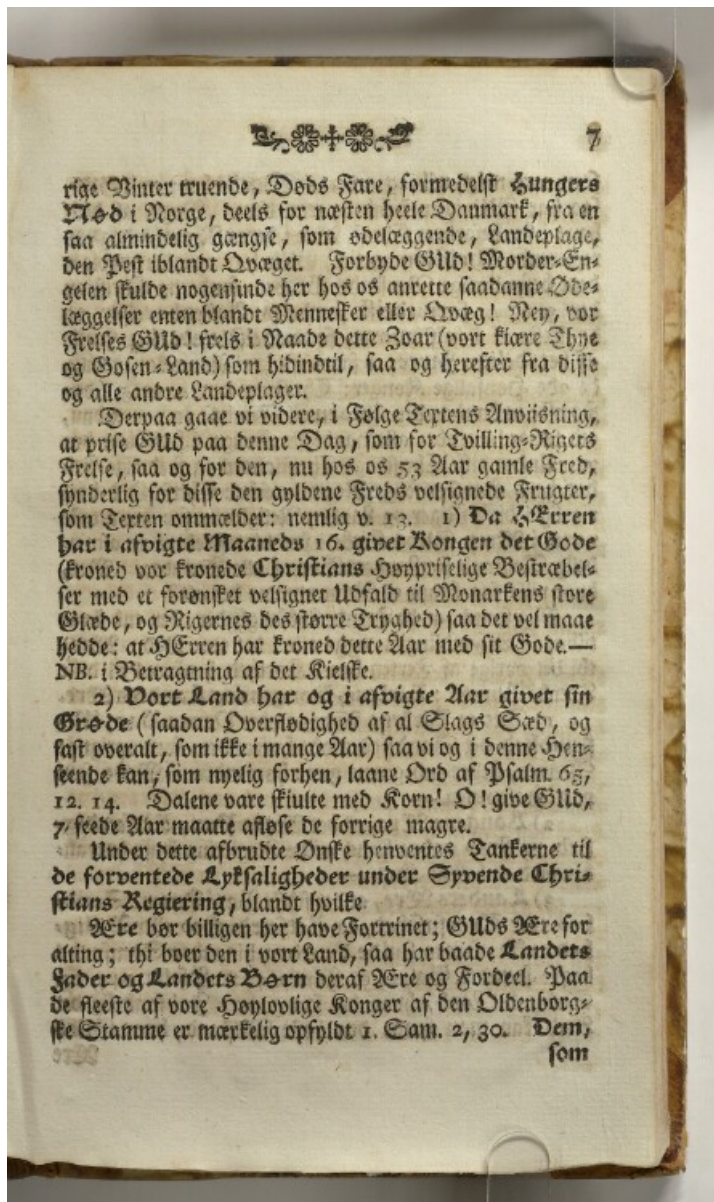 7
rige Vinter truende, Døds Fare, formedelst Hungers
Nød i Norge, deels for næsten heele Danmark, fra en
saa almindelig gængse, som ødelæggende, Landeplage,
den Pest iblandt Qvæget. Forbyde GUd! Morder-En-
gelen skulde nogensinde her hos os anrette saadanne Øde-
læggelser enten blandt Mennesker eller Qvæg! Ney, vor
Frelses GUd! frels i Naade dette Zoar (vort kiære Thye
og Gosen-Land) som hidindtil, saa og herefter fra disse
og alle andre Landeplager.
Derpaa gaae vi videre, i Følge Textens Anviisning,
at prise GUd paa denne Dag, som for Tvilling-Rigets
Frelse, saa og for den, nu hos os 53 Aar gamle Fred,
synderlig for disse den gyldene Freds velsignede Frugter,
som Texten ommælder: nemlig v. 13. 1) Da HErren
har i afvigte Maaneds 16. givet Kongen det Gode
(kroned vor kronede Christians Høypriselige Bestræbel-
ser med et forønsket velsignet Udfald til Monarkens store
Glæde, og Rigernes des større Tryghed) saa det vel maae
hedde: at HErren har kroned dette Aar med sit Gode.—
NB. i Betragtning af det Kielske.
2) Vort Land har og i afvigte Aar givet sin
Grøde (saadan Overflødighed af al Slags Sæd, og
fast overalt, som ikke i mange Aar) saa vi og i denne Hen-
seende kan, som nyelig forhen, laane Ord af Psalm. 65,
12. 14. Dalene vare skiulte med Korn! O! give GUd,
7 feede Aar maatte afløse de forrige magre.
Under dette afbrudte Ønske henventes Tankerne til
de forventede Lyksaligheder under Syvende Chri-
stians Regiering, blandt hvilke
Ære bør billigen her have Fortrinet; GUds Ære for
alting; thi boer den i vort Land, saa har baade Landets
Fader og Landets Børn deraf Ære og Fordeel. Paa
de fleeste af vore Høylovlige Konger af den Oldenborg-
ske Stamme er mærkelig opfyldt 1. Sam. 2, 30. Dem,
som